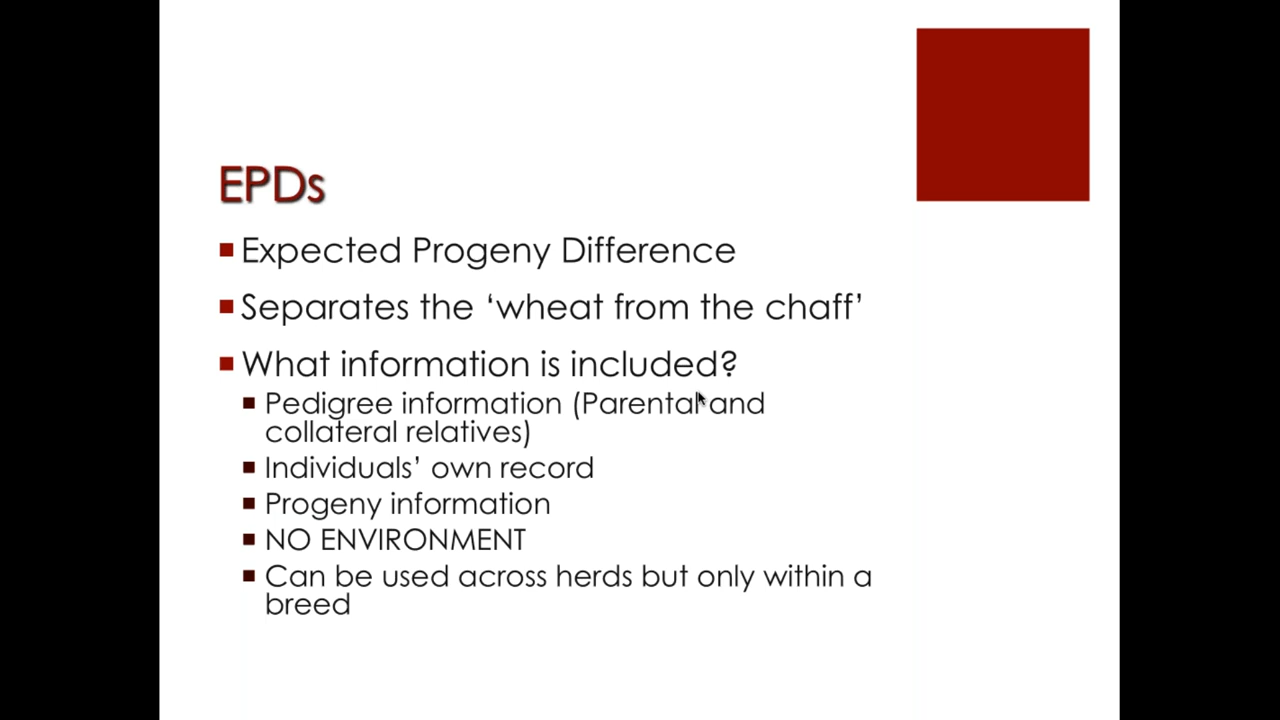 EPDs
Expected Progeny Difference
Separates the ‘wheat from the chaff’
What information is included?
Pedigree information (Parental and
collateral relatives)
Individuals’ own record
Progeny information
NO ENVIRONMENT
Can be used across herds but only within a
breed